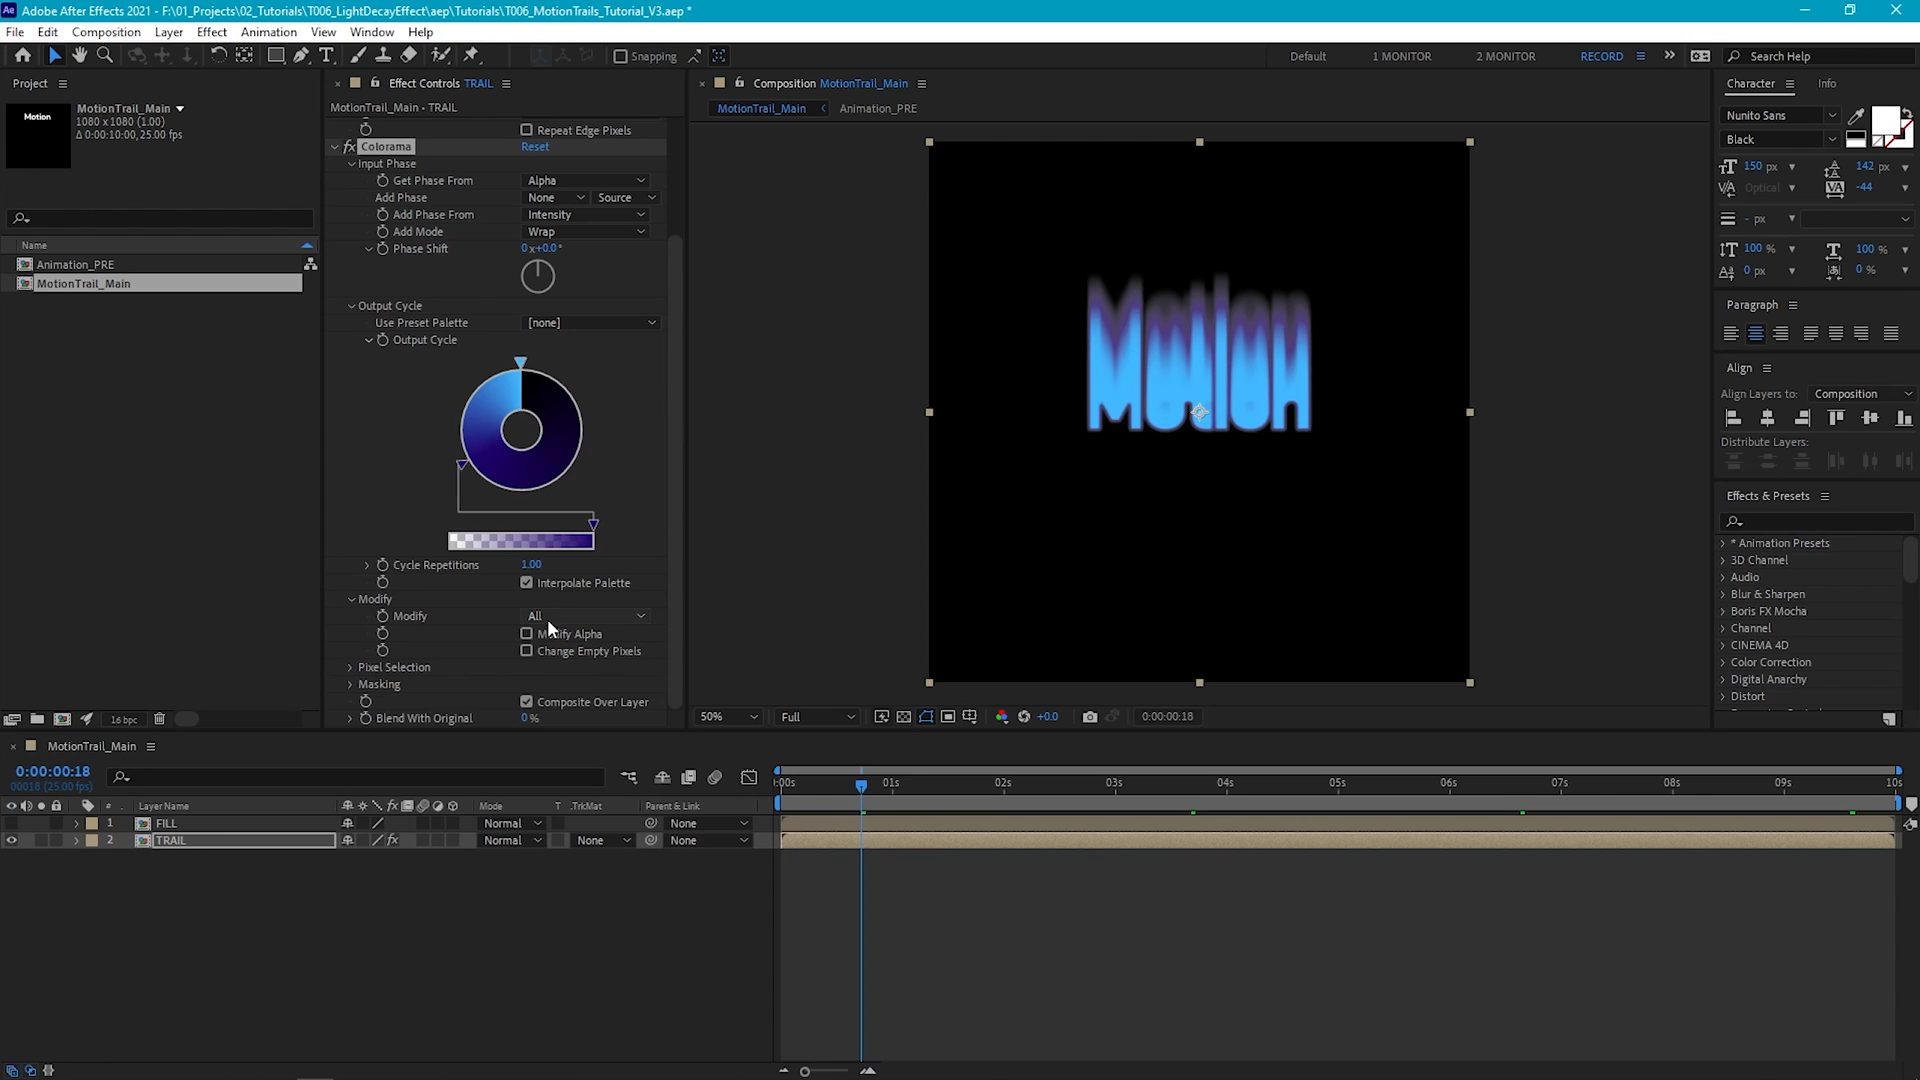 Ae Adobe After Effects 2021 - F:\01_Projects\02_Tutorials\T006_LightDecayEffect\aep\Tutorials\T006_MotionTrails_Tutorial_V3.aep *
File Edit Composition Layer Effect Animation View Window Help
Snapping Default 1 MONITOR 2 MONITOR RECORD Search Help
Project
MotionTrail_Main
1080 x 1080 (1.00)
Δ 0:00:10:00, 25.00 fps
Motion
Name
Animation_PRE
MotionTrail_Main
16 bpc
Effect Controls TRAIL
MotionTrail_Main • TRAIL
Repeat Edge Pixels
fx Colorama Reset
Input Phase
Get Phase From Alpha
Add Phase None Source
Add Phase From Intensity
Add Mode Wrap
Phase Shift 0x+0.0°
Output Cycle
Use Preset Palette [none]
Output Cycle
Cycle Repetitions 1.00
Interpolate Palette
Modify
Modify All
Modify Alpha
Change Empty Pixels
Pixel Selection
Masking
Composite Over Layer
Blend With Original 0%
Composition MotionTrail_Main
MotionTrail_Main Animation_PRE
Motion
50% Full +0.0 0:00:00:18
Character Info
Nunito Sans
Black
150 px 142 px
Optical -44
- px
100 % 100 %
0 px 0 %
Paragraph
Align
Align Layers to: Composition
Distribute Layers:
Effects & Presets
* Animation Presets
3D Channel
Audio
Blur & Sharpen
Boris FX Mocha
Channel
CINEMA 4D
Color Correction
Digital Anarchy
Distort
MotionTrail_Main
0:00:00:18
00018 (25.00 fps)
:00s 01s 02s 03s 04s 05s 06s 07s 08s 09s 10s
# Layer Name Mode T .TrkMat Parent & Link
1 FILL Normal None
2 TRAIL fx Normal None None